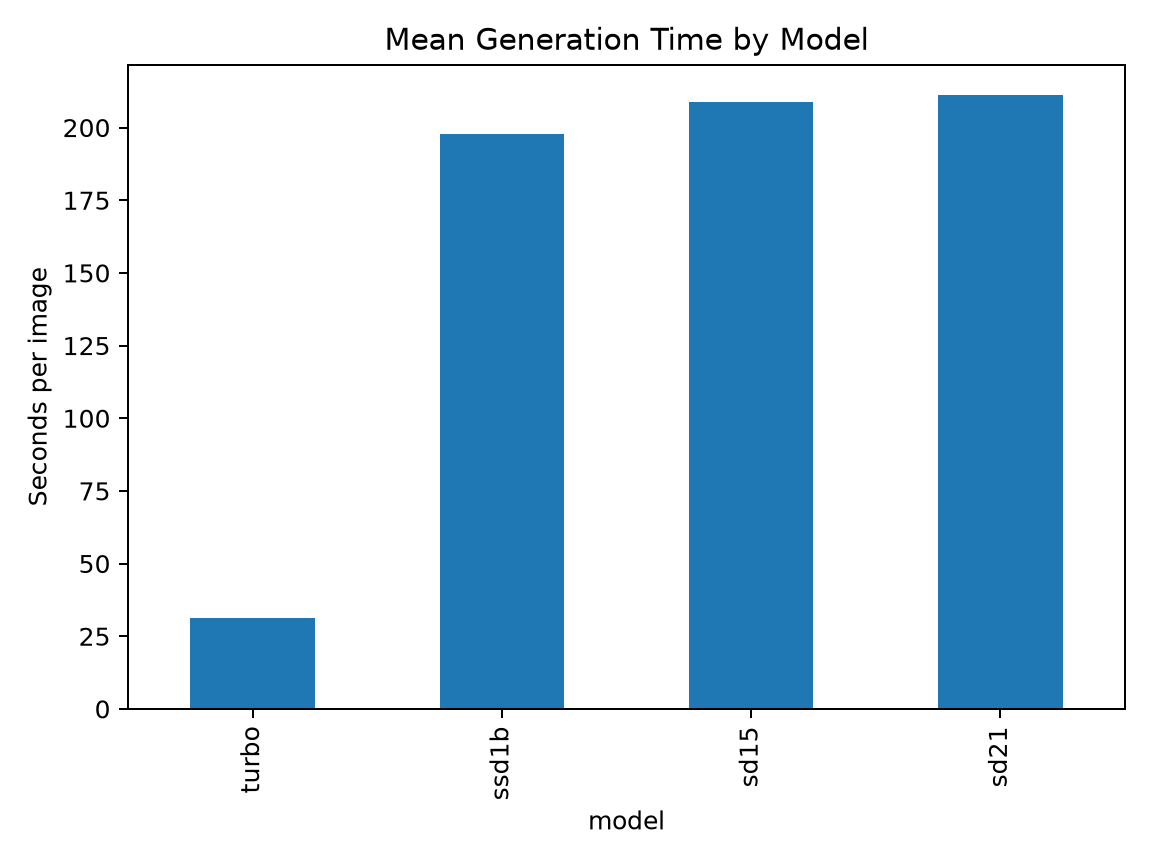 Mean Generation Time by Model
Seconds per image
200
175
150
125
100
75
50
25
0
turbo
ssd1b
sd15
sd21
model